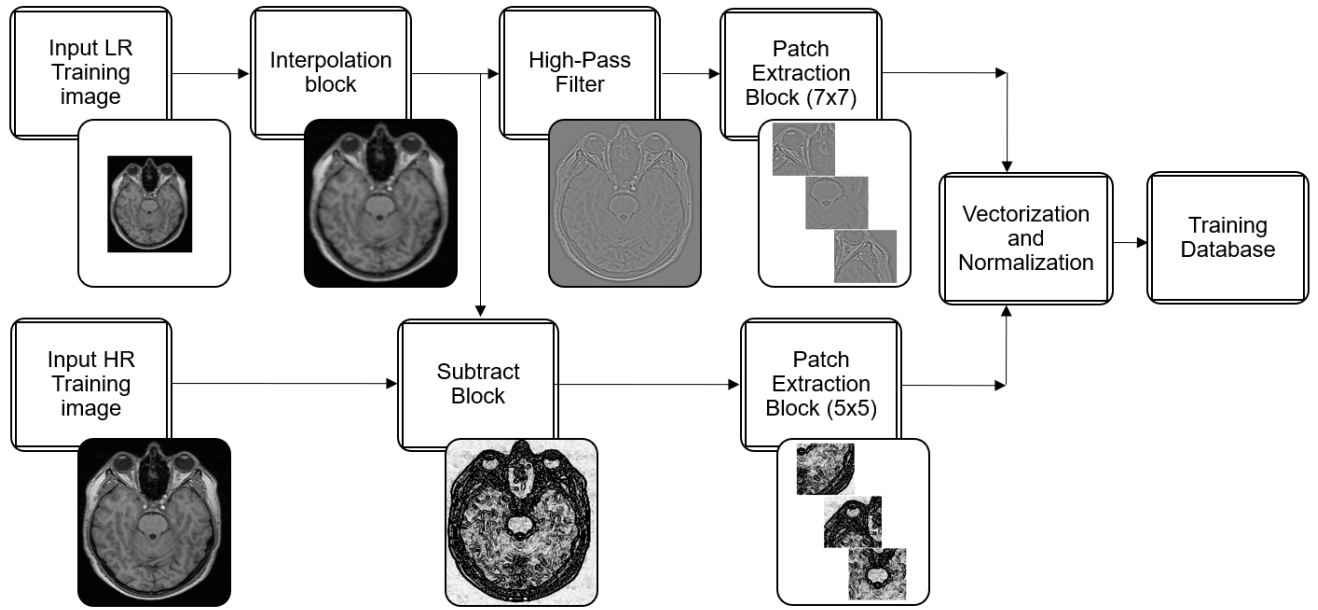 Input LR
Training
image
Interpolation
block
High-Pass
Filter
Patch
Extraction
Block (7x7)
Vectorization
and
Normalization
Training
Database
Input HR
Training
image
Subtract
Block
Patch
Extraction
Block (5x5)